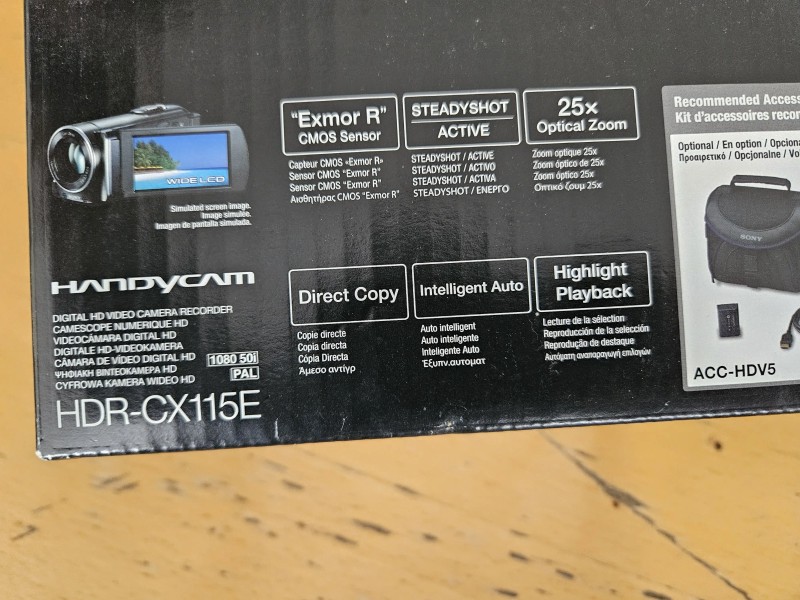 WIDE LCD
Simulated screen image.
Image simulée.
Imagen de pantalla simulada.
"Exmor R"
CMOS Sensor
Capteur CMOS «Exmor R»
Sensor CMOS "Exmor R"
Sensor CMOS "Exmor R"
Αισθητήρας CMOS "Exmor R"
STEADYSHOT
ACTIVE
STEADYSHOT / ACTIVE
STEADYSHOT / ACTIVO
STEADYSHOT / ACTIVA
STEADYSHOT / ΕΝΕΡΓΟ
25x
Optical Zoom
Zoom optique 25x
Zoom óptico de 25x
Zoom óptico 25x
Οπτικό ζουμ 25x
Recommended Access
Kit d'accessoires recor
Optional / En option / Opciona
Προαιρετικό / Opcjonalne / Vo
SONY
ACC-HDV5
HANDYCAM
DIGITAL HD VIDEO CAMERA RECORDER
CAMESCOPE NUMERIQUE HD
VIDEOCÁMARA DIGITAL HD
DIGITALE HD-VIDEOKAMERA
CÂMARA DE VÍDEO DIGITAL HD
ΨΗΦΙΑΚΗ ΒΙΝΤΕΟΚΑΜΕΡΑ HD
CYFROWA KAMERA WIDEO HD
1080 50i
PAL
HDR-CX115E
Direct Copy
Copie directe
Copia directa
Cópia Directa
Άμεσο αντίγρ
Intelligent Auto
Auto intelligent
Auto inteligente
Inteligente Auto
Έξυπν.αυτοματ
Highlight
Playback
Lecture de la sélection
Reproducción de la selección
Reprodução de destaque
Αυτόματη αναπαραγωγή επιλογών